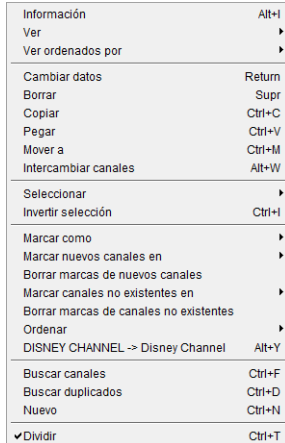 Información Alt+I
Ver
Ver ordenados por
Cambiar datos Return
Borrar Supr
Copiar Ctrl+C
Pegar Ctrl+V
Mover a Ctrl+M
Intercambiar canales Alt+W
Seleccionar
Invertir selección Ctrl+I
Marcar como
Marcar nuevos canales en
Borrar marcas de nuevos canales
Marcar canales no existentes en
Borrar marcas de canales no existentes
Ordenar
DISNEY CHANNEL -> Disney Channel Alt+Y
Buscar canales Ctrl+F
Buscar duplicados Ctrl+D
Nuevo Ctrl+N
Dividir Ctrl+T